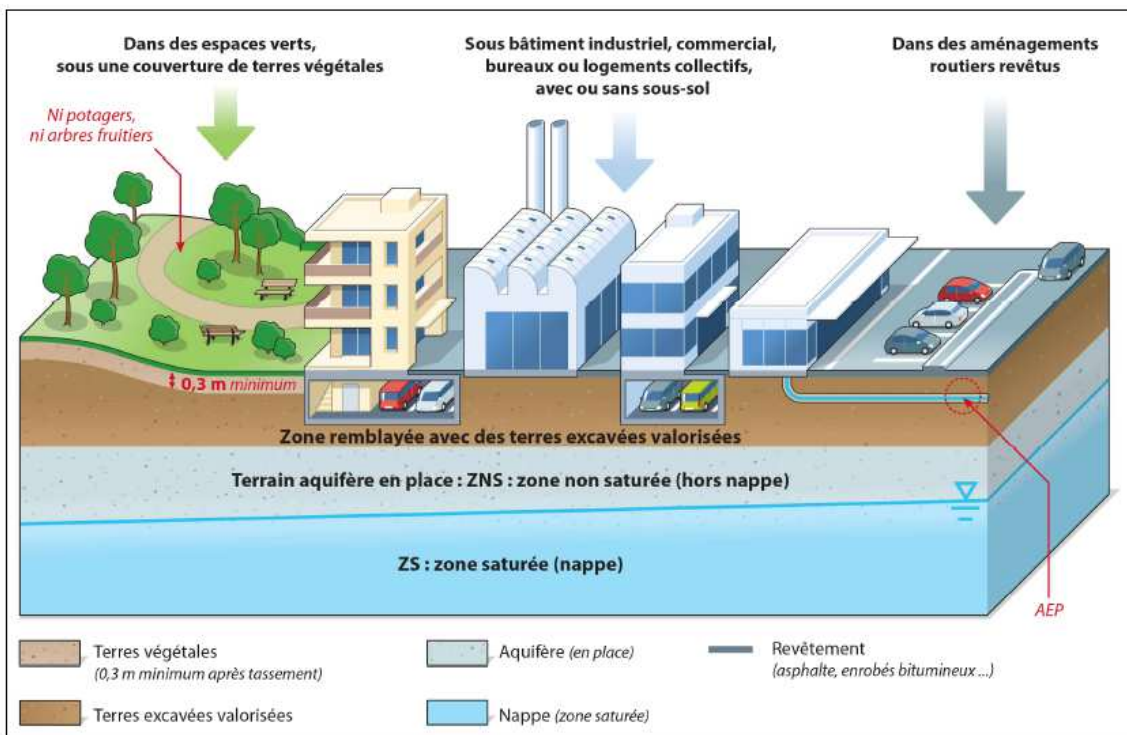 Dans des espaces verts,
sous une couverture de terres végétales
Sous bâtiment industriel, commercial,
bureaux ou logements collectifs,
avec ou sans sous-sol
Dans des aménagements
routiers revêtus
Ni potagers,
ni arbres fruitiers
0,3 m minimum
Zone remblayée avec des terres excavées valorisées
Terrain aquifère en place : ZNS : zone non saturée (hors nappe)
ZS : zone saturée (nappe)
AEP
Terres végétales
(0,3 m minimum après tassement)
Terres excavées valorisées
Aquifère (en place)
Nappe (zone saturée)
Revêtement
(asphalte, enrobés bitumineux ...)